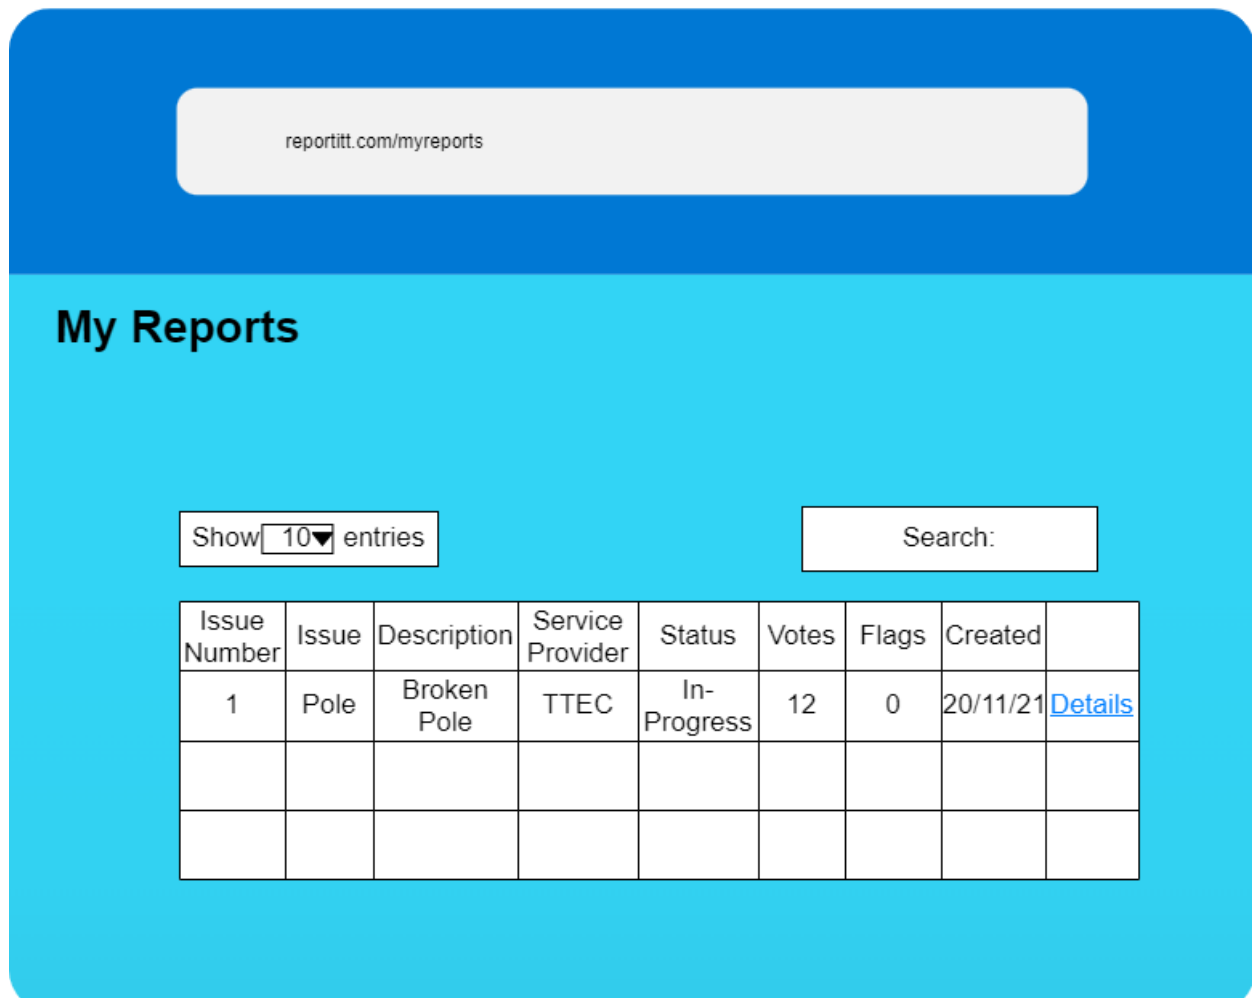 reportitt.com/myreports
My Reports
Show 10 entries
Search:
Issue Number Issue Description Service Provider Status Votes Flags Created
1 Pole Broken Pole TTEC In-Progress 12 0 20/11/21 Details